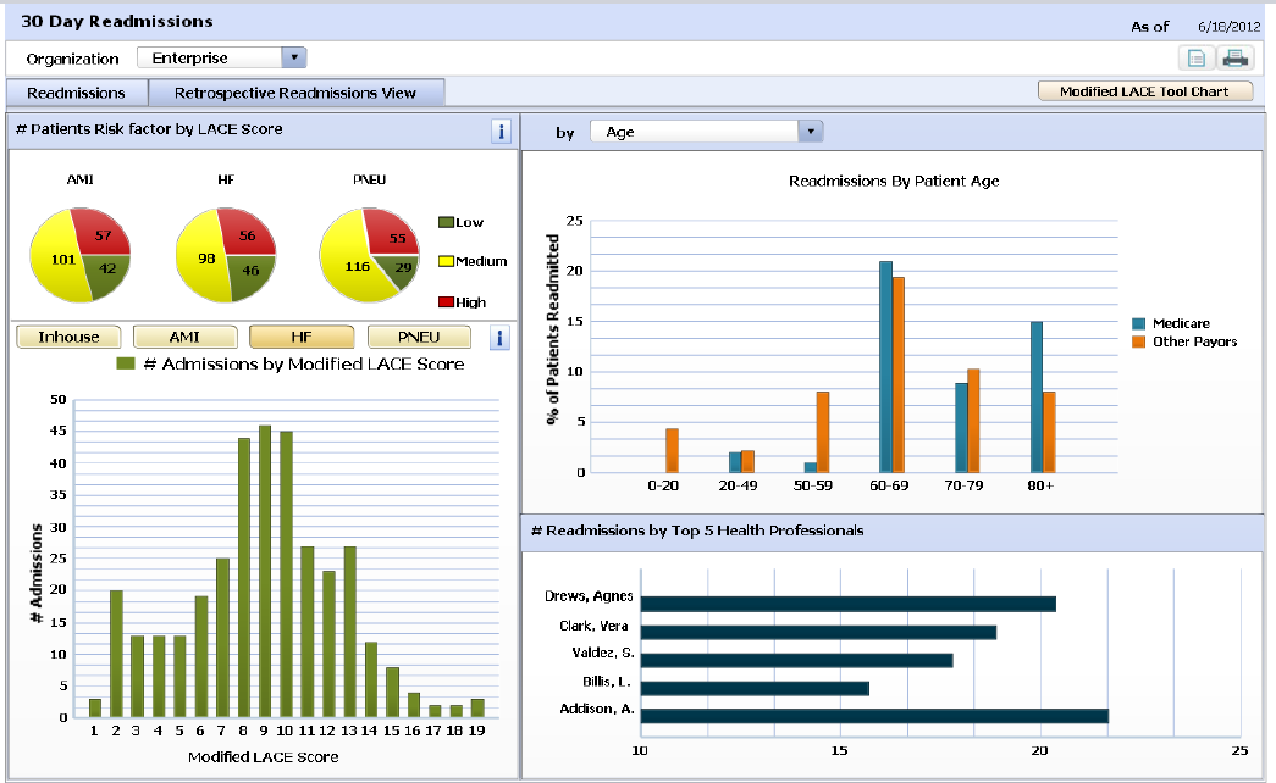 30 Day Readmissions
As of 6/18/2012
Organization Enterprise
Readmissions Retrospective Readmissions View Modified LACE Tool Chart
# Patients Risk factor by LACE Score i
AMI HF PNEU
57 101 42
56 98 46
55 116 29
Low
Medium
High
Inhouse AMI HF PNEU i
# Admissions by Modified LACE Score
# Admissions
50
45
40
35
30
25
20
15
10
5
0
1 2 3 4 5 6 7 8 9 10 11 12 13 14 15 16 17 18 19
Modified LACE Score
by Age
Readmissions By Patient Age
% of Patients Readmitted
25
20
15
10
5
0
0-20 20-49 50-59 60-69 70-79 80+
Medicare
Other Payors
# Readmissions by Top 5 Health Professionals
Drews, Agnes
Clark, Vera
Valdez, S.
Billis, L.
Addison, A.
10 15 20 25